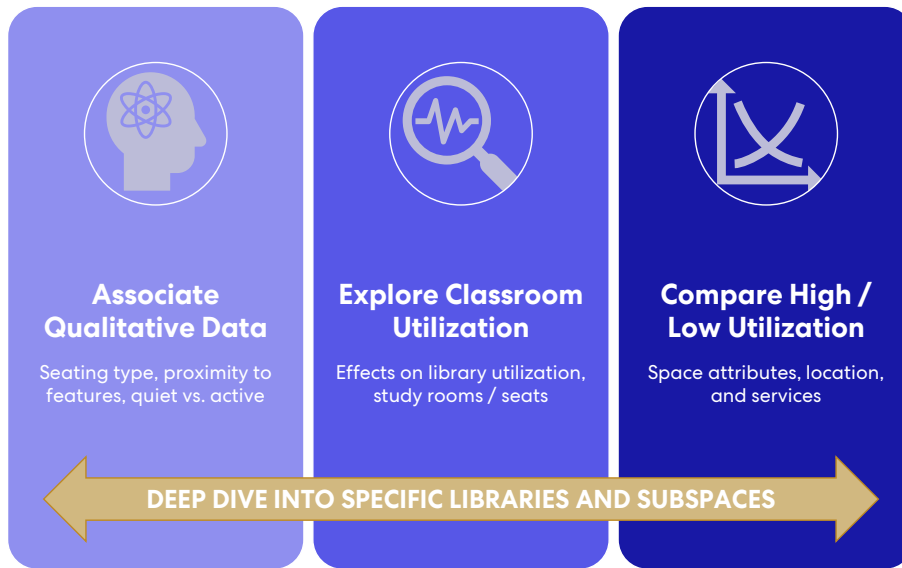 Associate
Qualitative Data
Seating type, proximity to
features, quiet vs. active
Explore Classroom
Utilization
Effects on library utilization,
study rooms / seats
Compare High /
Low Utilization
Space attributes, location,
and services
DEEP DIVE INTO SPECIFIC LIBRARIES AND SUBSPACES